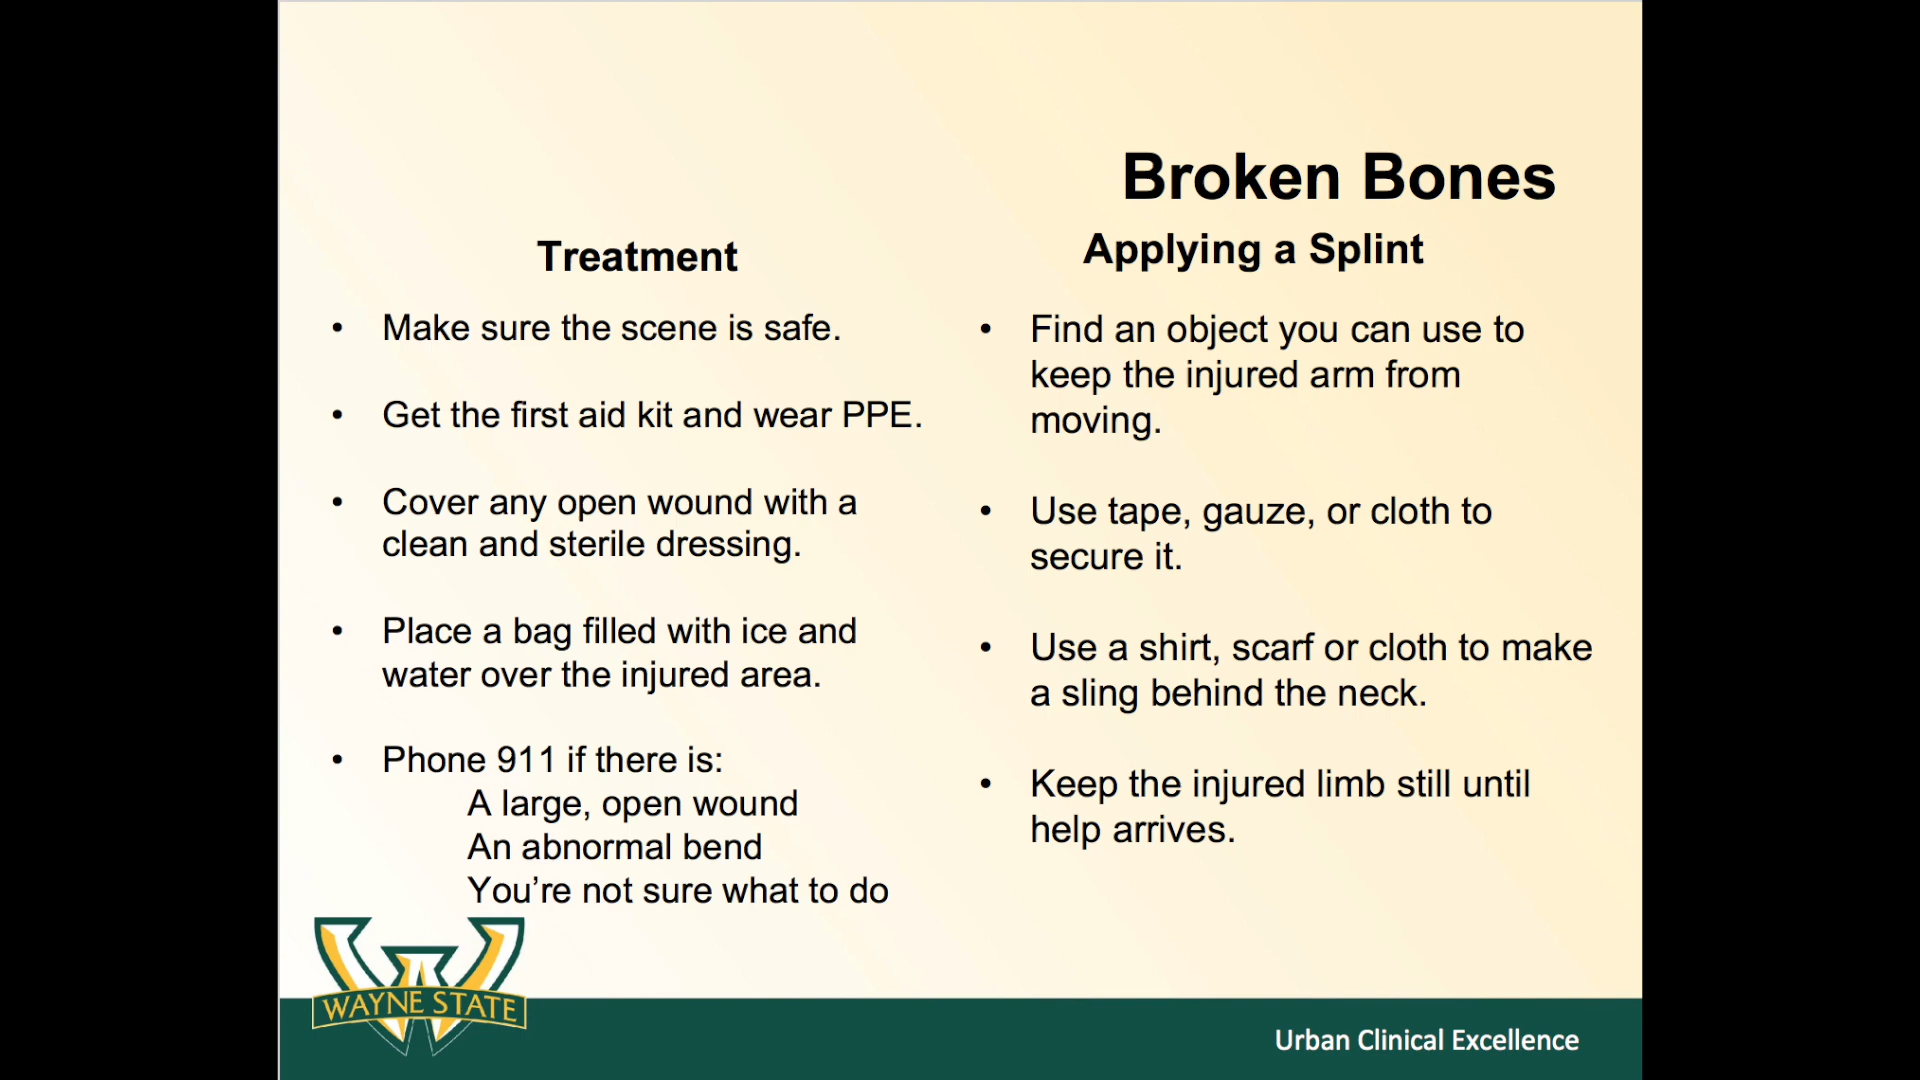 Broken Bones
Treatment
• Make sure the scene is safe.
• Get the first aid kit and wear PPE.
• Cover any open wound with a
clean and sterile dressing.
• Place a bag filled with ice and
water over the injured area.
• Phone 911 if there is:
A large, open wound
An abnormal bend
You’re not sure what to do
Applying a Splint
• Find an object you can use to
keep the injured arm from
moving.
• Use tape, gauze, or cloth to
secure it.
• Use a shirt, scarf or cloth to make
a sling behind the neck.
• Keep the injured limb still until
help arrives.
WAYNE STATE
Urban Clinical Excellence